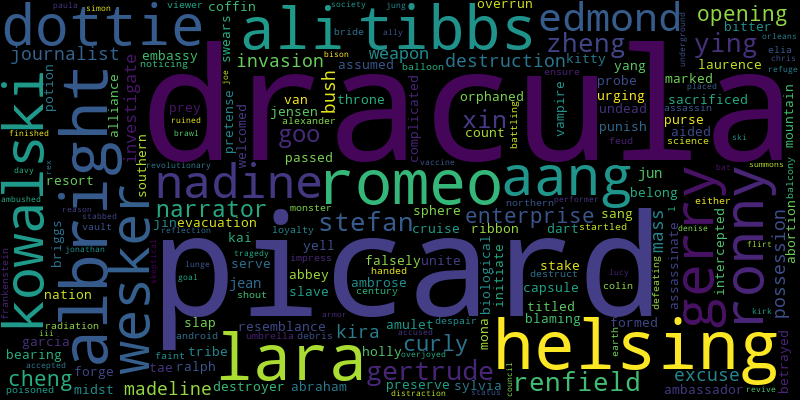 paula
simon
viewer
coffin
society
jung
overrun
edmond
opening
dottie
swears
bride
ally
ali
tibbs
kitty
bitter
orleans
journalist
embassy
noticing
weapon
destruction
zheng
ying
underground
elia
chris
refuge
invasion
assumed
balloon
bison
yang
laurence
kowalski
potion
alliance
investigate
pretense
joe
bush
probe
marked
ensure
placed
assassin
mountain
dracula
prey
van
jensen
throne
orphaned
vampire
urging
sacrificed
ruined
alexander
complicated
xin
undead
purse
finished
brawl
welcomed
goo
count
battling
punish
aided
science
ski
davy
southern
revolutionary
passed
feud
rex
albright
nadine
romeo
aang
vaccine
jun
bat
summons
ambushed
resort
monster
northern
performer
belong
either
balcony
reason
stabbed
vault
narrator
loyalty
sphere
enterprise
sang
mass
gerry
ronny
abortion
possession
jin
evacuation
reflection
stefan
cruise
ribbon
dart
startled
denise
flirt
briggs
jonathan
wesker
skeptical
kai
tragedy
yell
picard
unite
biological
initiate
stake
destruct
lucy
defeating
assassinate
intercepted
frankenstein
nation
lunge
serve
impress
falsely
handed
goal
jean
abbey
ambrose
capsule
colin
kirk
radiation
shout
slave
century
titled
iii
slap
android
resemblance
armor
amulet
despair
blaming
formed
earth
garcia
umbrella
debris
kira
accused
curly
mona
helsing
betrayed
bearing
tribe
faint
lara
holly
overjoyed
accepted
cheng
forge
tae
ralph
gertrude
council
renfield
excuse
poisoned
midst
madeline
destroyer
abraham
preserve
sylvia
status
distraction
ambassador
revive